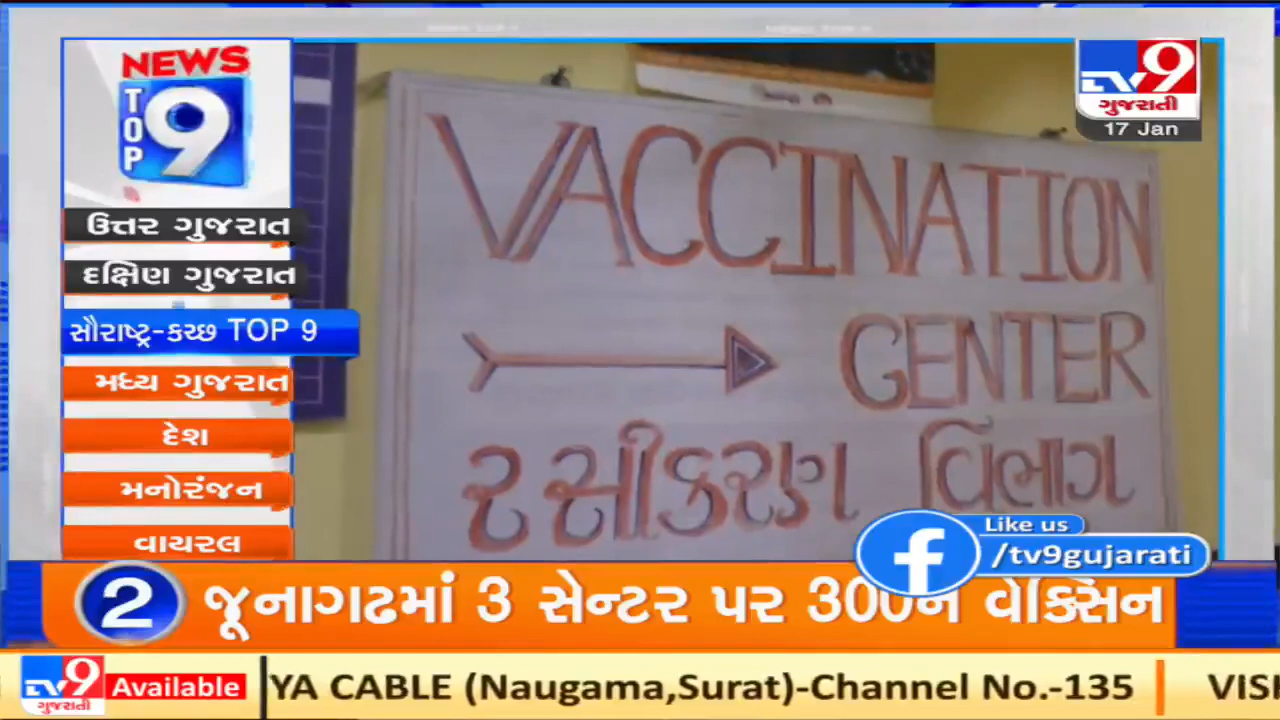 NEWS
TOP
9
ઉત્તર ગુજરાત
દક્ષિણ ગુજરાત
સૌરાષ્ટ્ર-કચ્છ TOP 9
મધ્ય ગુજરાત
દેશ
મનોરંજન
વાયરલ
VACCINATION
CENTER
રસીકરણ વિભાગ
TV9
ગુજરાતી
17 Jan
Like us
/tv9gujarati
2 જૂનાગઢમાં 3 સેન્ટર પર 300ને વેક્સિન
TV9
ગુજરાતી
Available
YA CABLE (Naugama,Surat)-Channel No.-135
VISH